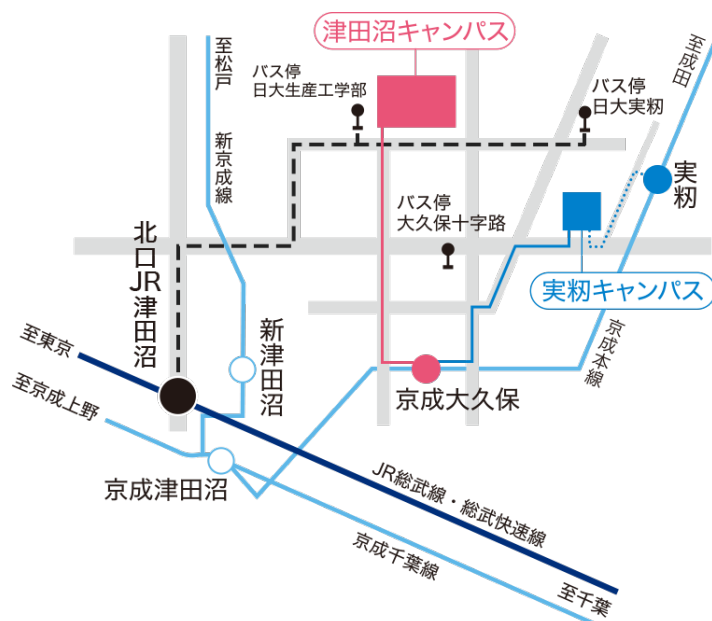 津田沼キャンパス
至松戸
新京成線
バス停
日大生産工学部
バス停
日大実籾
至成田
実籾
バス停
大久保十字路
北口JR津田沼
実籾キャンパス
新津田沼
京成本線
至東京
至京成上野
京成大久保
京成津田沼
JR総武線・総武快速線
京成千葉線
至千葉